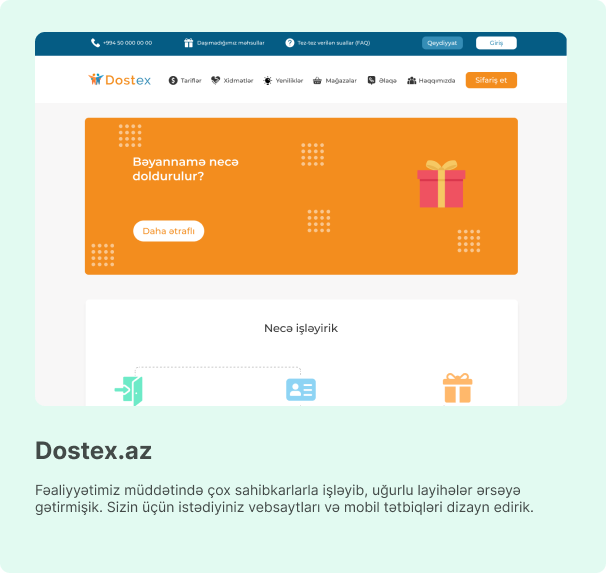 +994 50 000 00 00
Daşımadığımız məhsullar
Tez-tez verilən suallar (FAQ)
Qeydiyyat
Giriş
Dostex
Tariflər
Xidmətlər
Yeniliklər
Mağazalar
Əlaqə
Haqqımızda
Sifariş et
Bəyannamə necə
doldurulur?
Daha ətraflı
Necə işləyirik
Dostex.az
Fəaliyyətimiz müddətində çox sahibkarlarla işləyib, uğurlu layihələr ərsəyə
gətirmişik. Sizin üçün istədiyiniz vebsaytları və mobil tətbiqləri dizayn edirik.